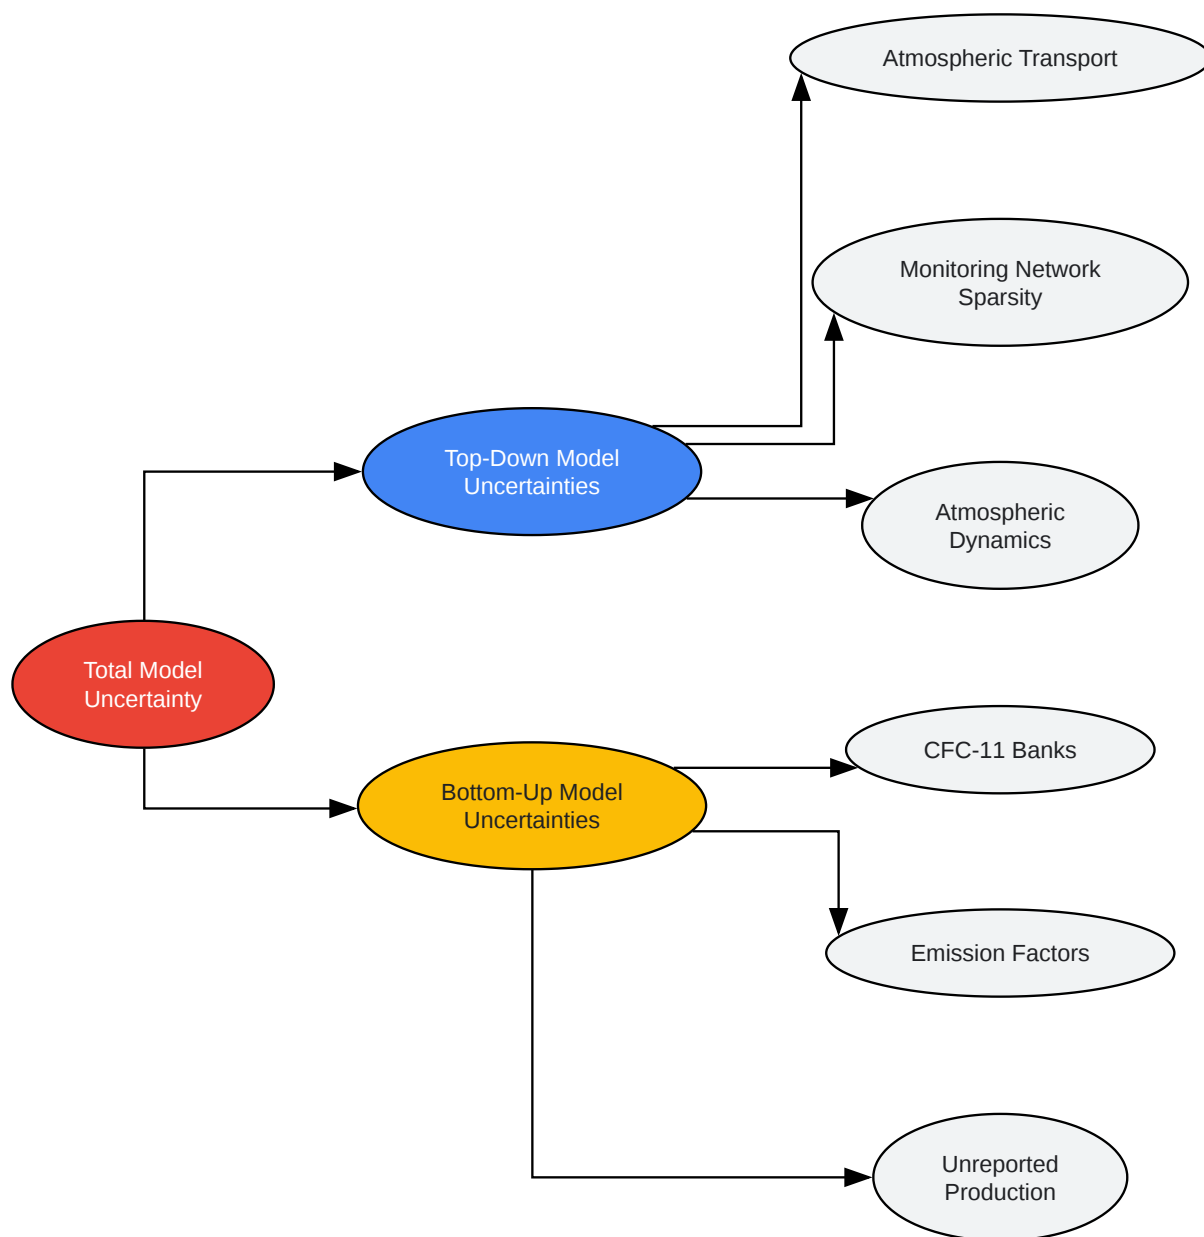 Atmospheric Transport
Monitoring Network
Sparsity
Top-Down Model
Uncertainties
Atmospheric
Dynamics
Total Model
Uncertainty
CFC-11 Banks
Bottom-Up Model
Uncertainties
Emission Factors
Unreported
Production